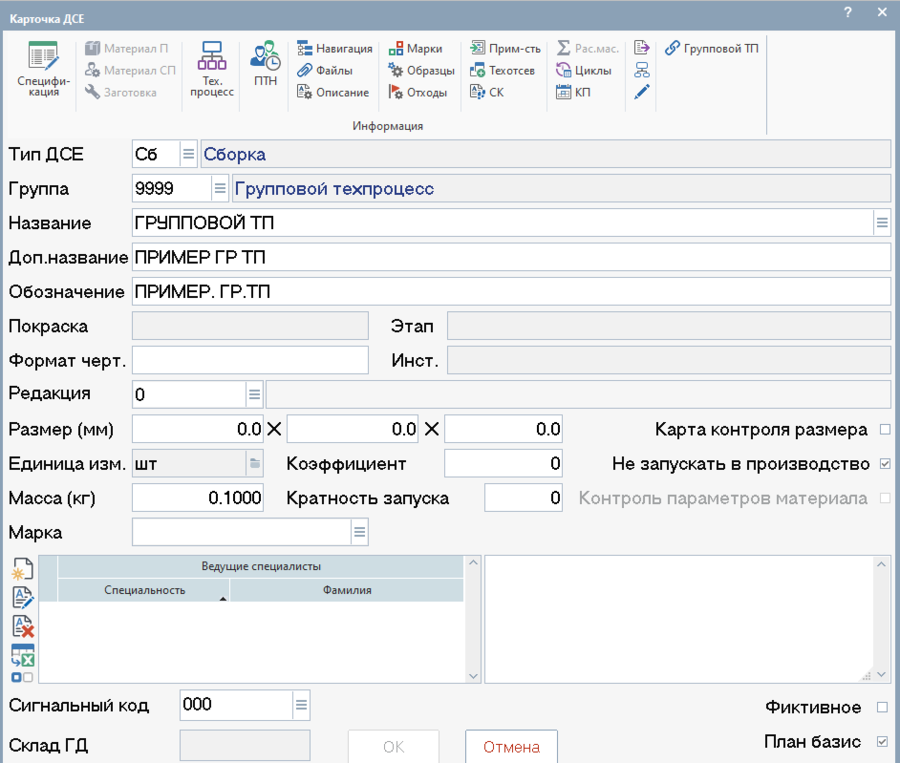 Карточка ДСЕ ? ×
Специфи-
кация
Материал П
Материал СП
Заготовка
Тех.
процесс
ПТН
Навигация
Файлы
Описание
Марки
Образцы
Отходы
Прим-сть
Техотсев
СК
Рас.мас.
Циклы
КП
Групповой ТП
Информация
Тип ДСЕ Сб Сборка
Группа 9999 Групповой техпроцесс
Название ГРУППОВОЙ ТП
Доп.название ПРИМЕР ГР ТП
Обозначение ПРИМЕР. ГР.ТП
Покраска Этап
Формат черт. Инст.
Редакция 0
Размер (мм) 0.0 X 0.0 X 0.0 Карта контроля размера
Единица изм. шт Коэффициент 0 Не запускать в производство
Масса (кг) 0.1000 Кратность запуска 0 Контроль параметров материала
Марка
Ведущие специалисты
Специальность Фамилия
Сигнальный код 000 Фиктивное
Склад ГД ОК Отмена План базис